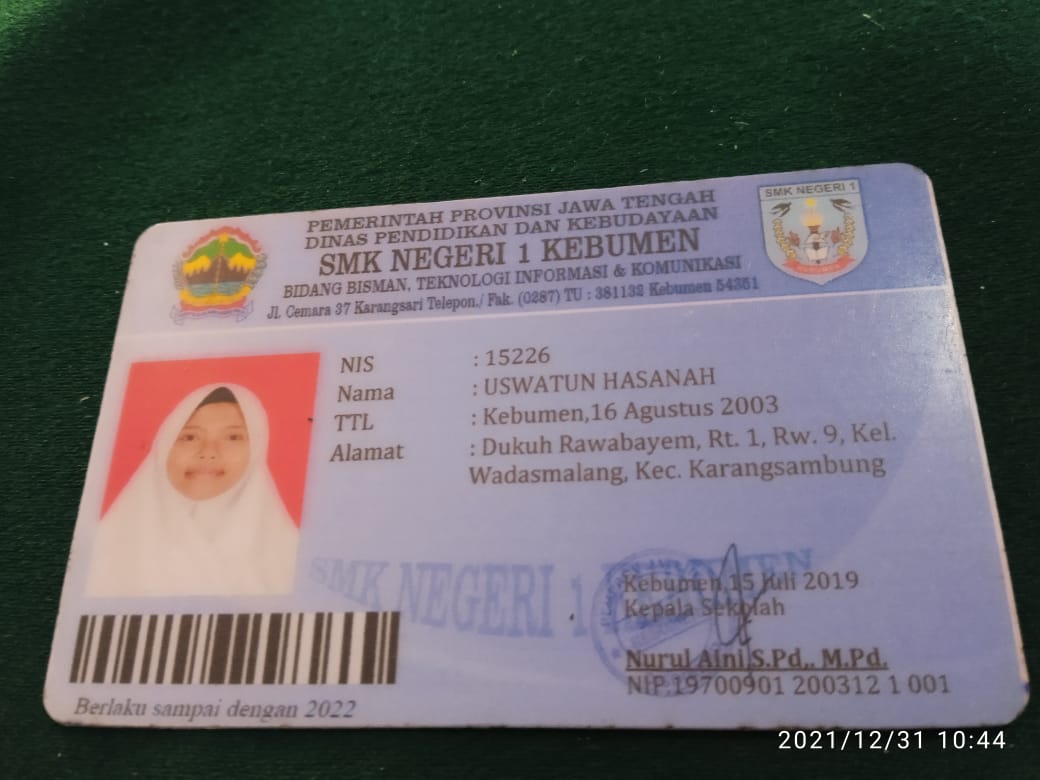 PEMERINTAH PROVINSI JAWA TENGAH
DINAS PENDIDIKAN DAN KEBUDAYAAN
SMK NEGERI 1 KEBUMEN
BIDANG BISMAN, TEKNOLOGI INFORMASI & KOMUNIKASI
Jl. Cemara 37 Karangsari Telepon./ Fak. (0287) TU : 381132 Kebumen 54351
SMK NEGERI 1
NIS : 15226
Nama : USWATUN HASANAH
TTL : Kebumen,16 Agustus 2003
Alamat : Dukuh Rawabayem, Rt. 1, Rw. 9, Kel.
Wadasmalang, Kec. Karangsambung
SMK NEGERI 1 KEBUMEN
Kebumen,15 Juli 2019
Kepala Sekolah
Nurul Aini,S.Pd., M.Pd.
NIP.19700901 200312 1 001
Berlaku sampai dengan 2022
2021/12/31 10:44